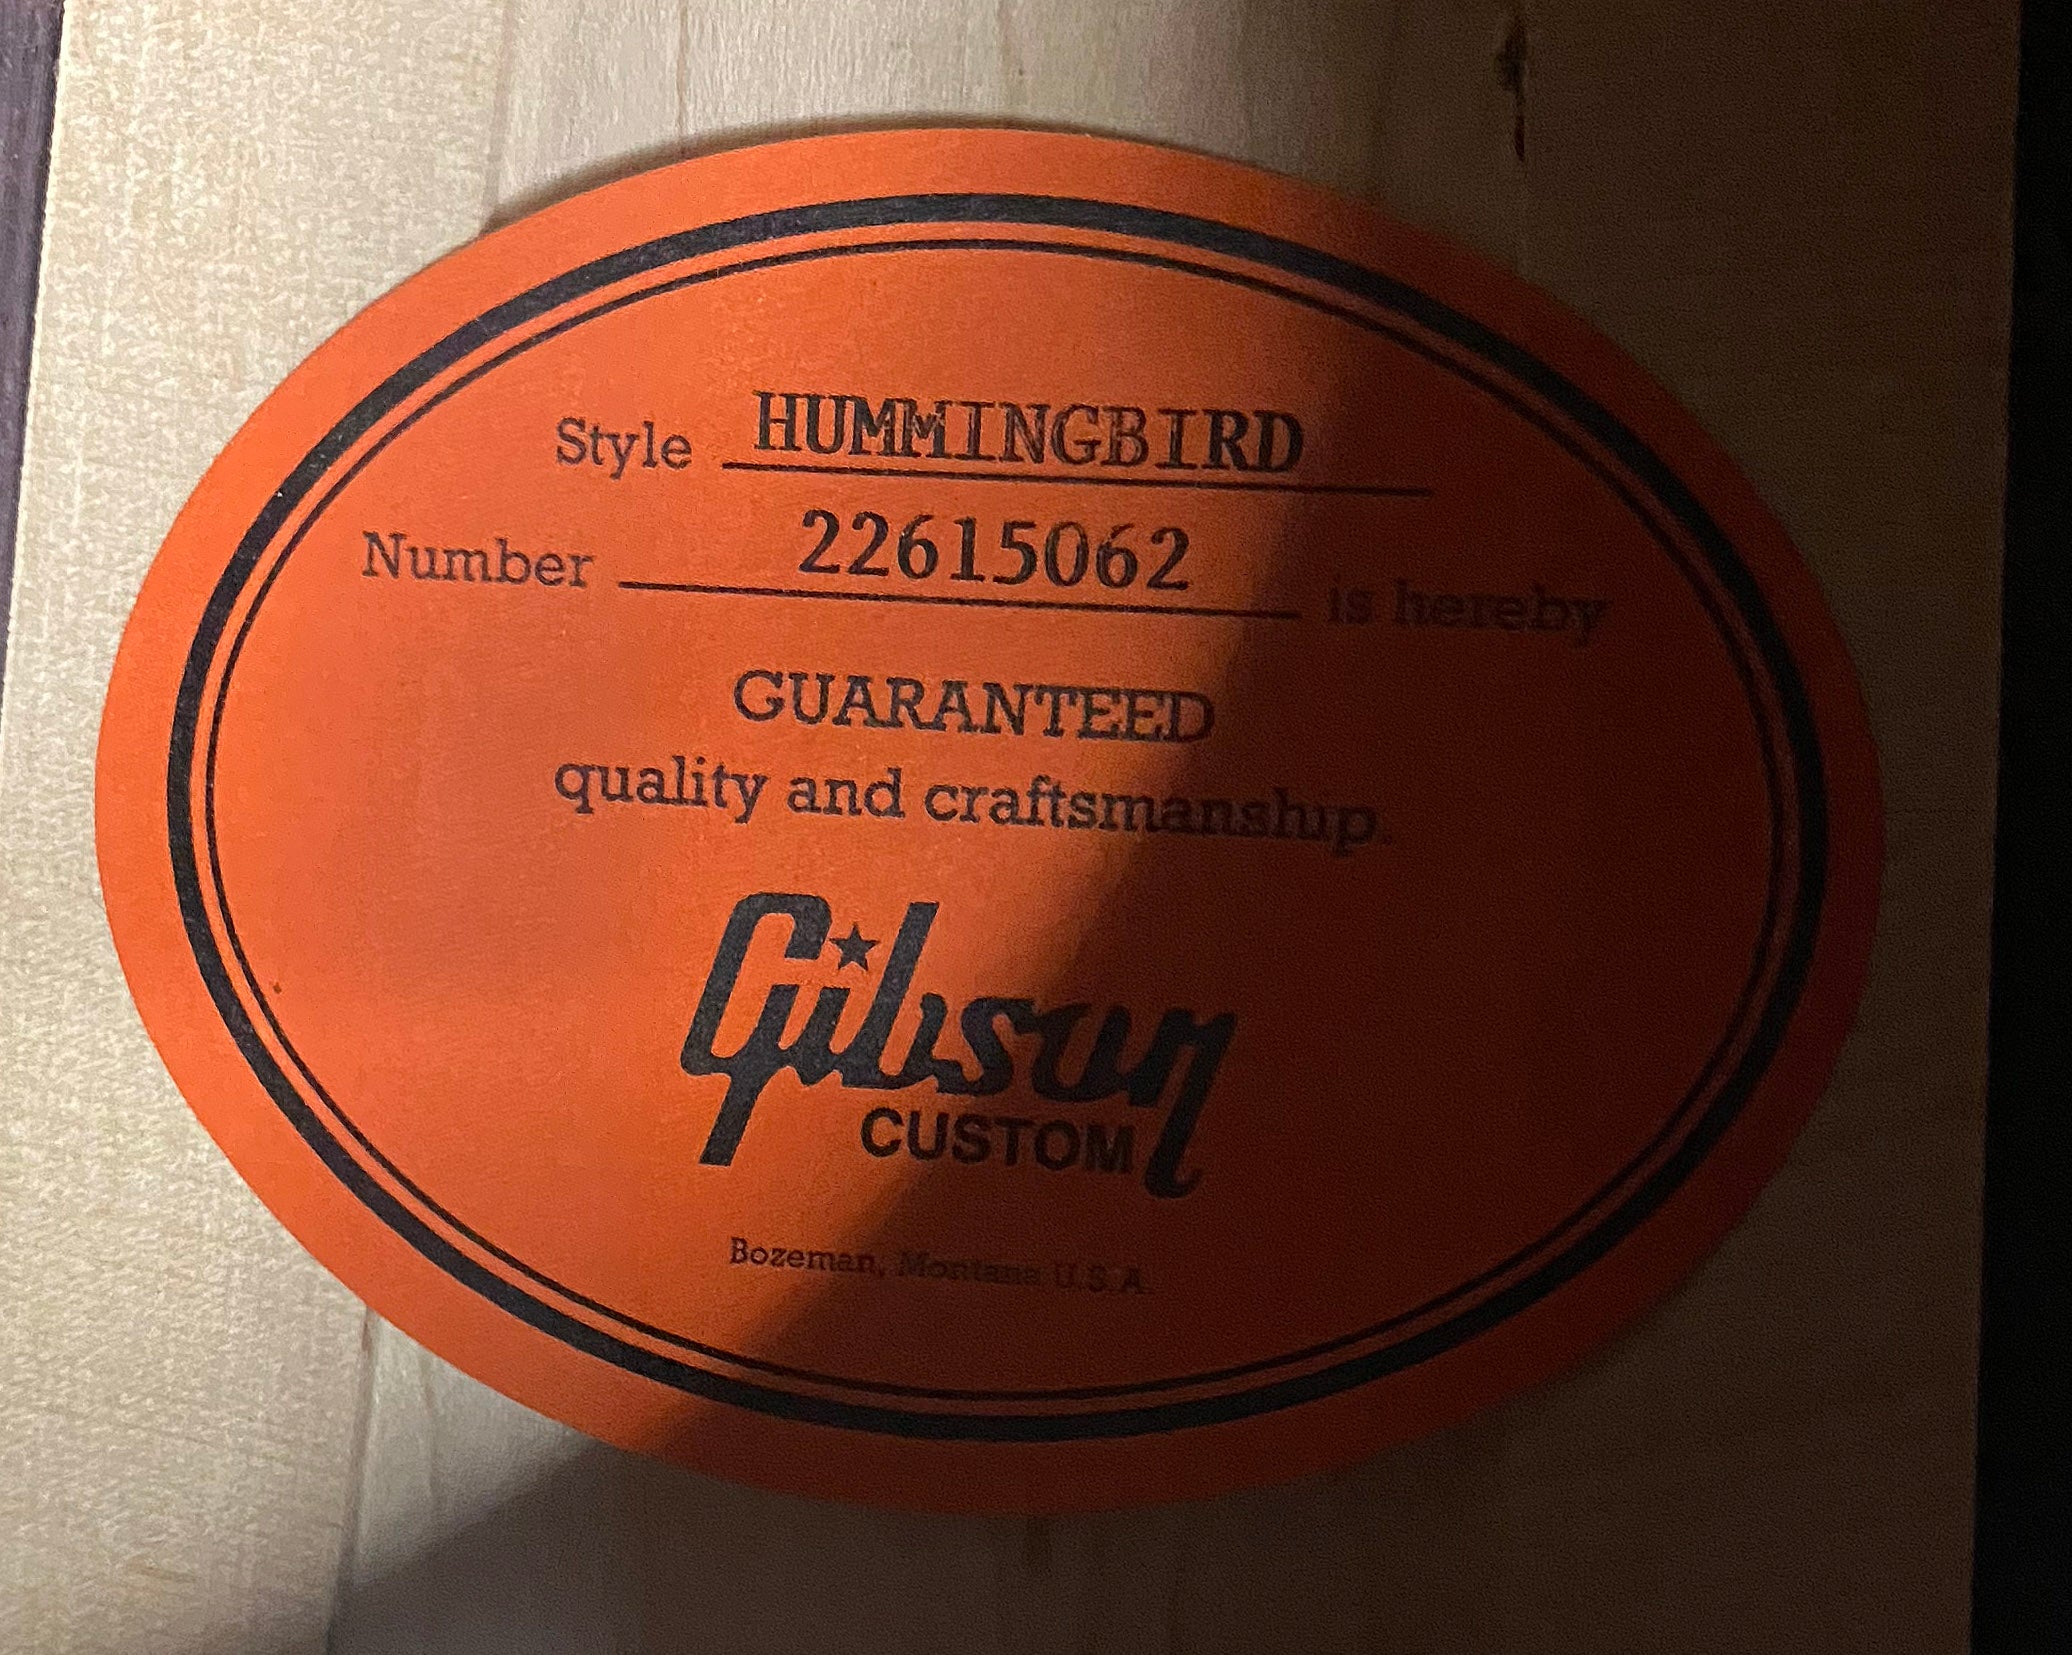 Style HUMMINGBIRD
Number 22615062 is hereby
GUARANTEED
quality and craftsmanship.
Gibson
CUSTOM
Bozeman, Montana U.S.A.